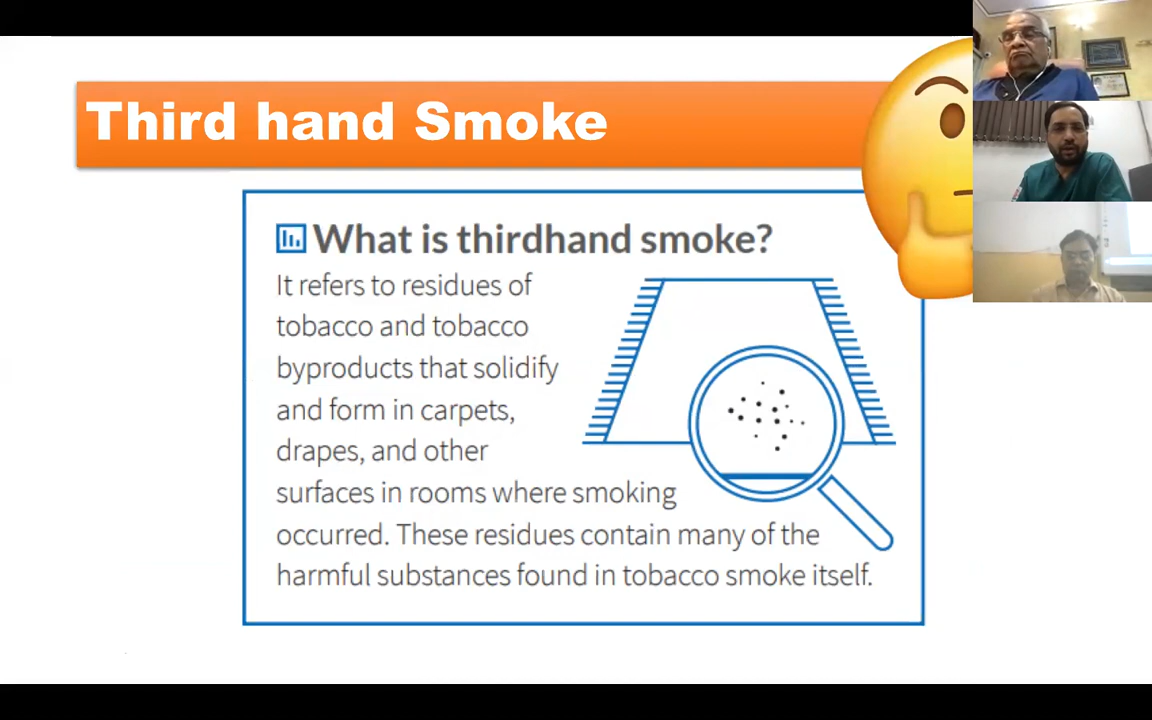 Third hand Smoke
What is thirdhand smoke?
It refers to residues of
tobacco and tobacco
byproducts that solidify
and form in carpets,
drapes, and other
surfaces in rooms where smoking
occurred. These residues contain many of the
harmful substances found in tobacco smoke itself.